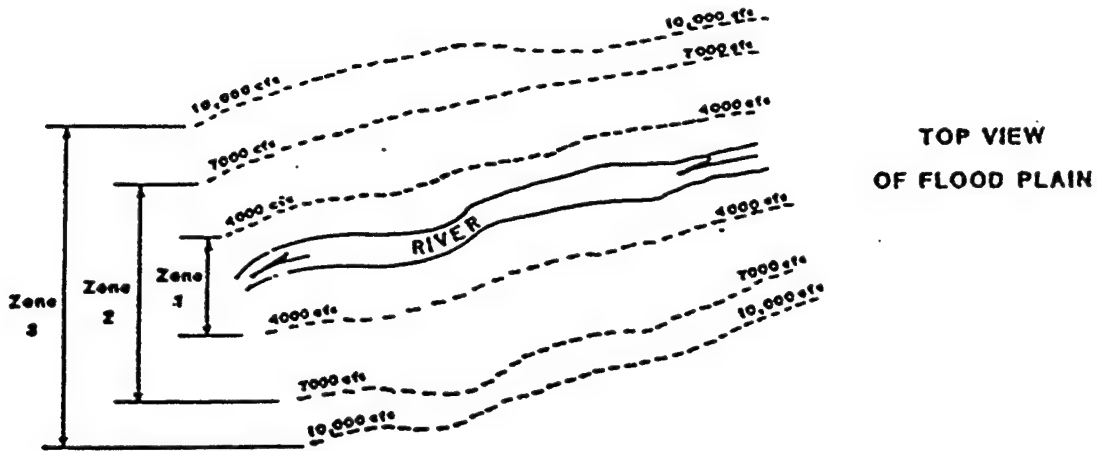 10,000 cfs
7000 cfs
10,000 cfs
4000 cfs
7000 cfs
TOP VIEW
OF FLOOD PLAIN
4000 cfs
4000 cfs
RIVER
Zone
1
Zone
2
Zone
3
7000 cfs
10,000 cfs
4000 cfs
7000 cfs
10,000 cfs